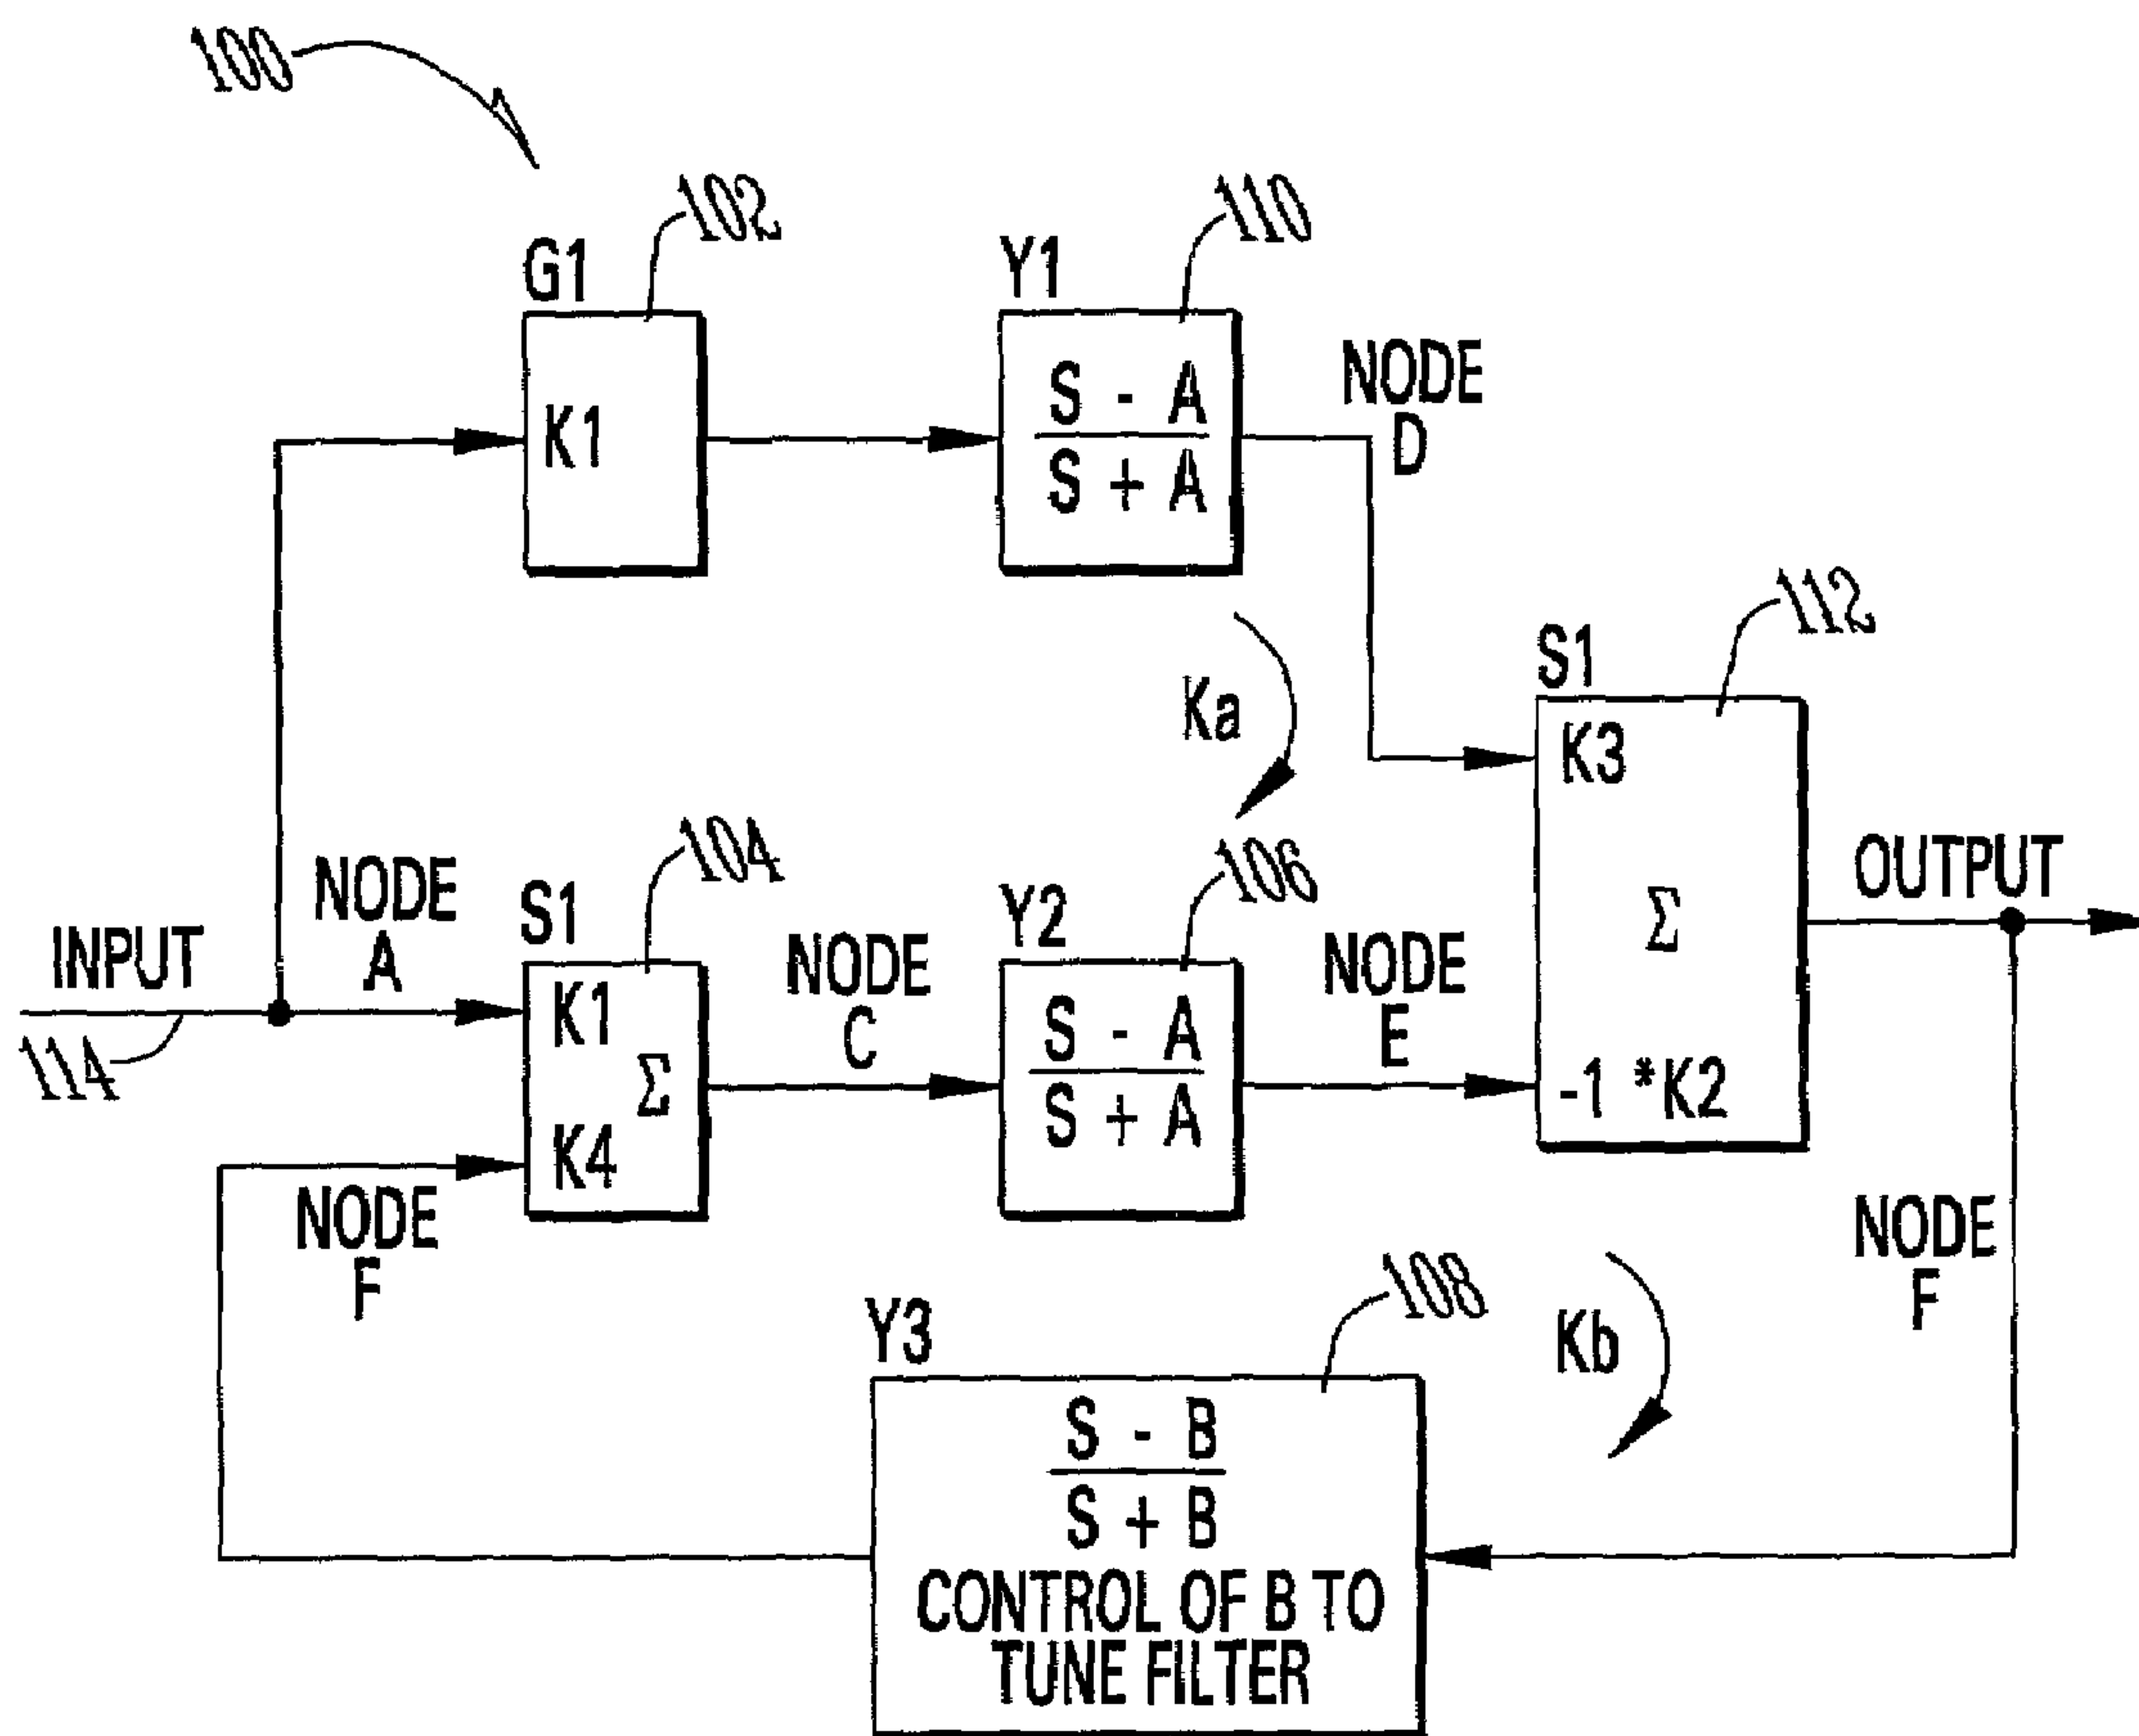 100
102
G1
K1
110
Y1
S - A
S + A
NODE
D
112
S1
K3
Σ
-1 *K2
Ka
OUTPUT
NODE
A
INPUT
114
104
S1
K1
Σ
K4
NODE
C
106
Y2
S - A
S + A
NODE
E
NODE
F
NODE
F
Kb
108
Y3
S - B
S + B
CONTROL OF B TO
TUNE FILTER